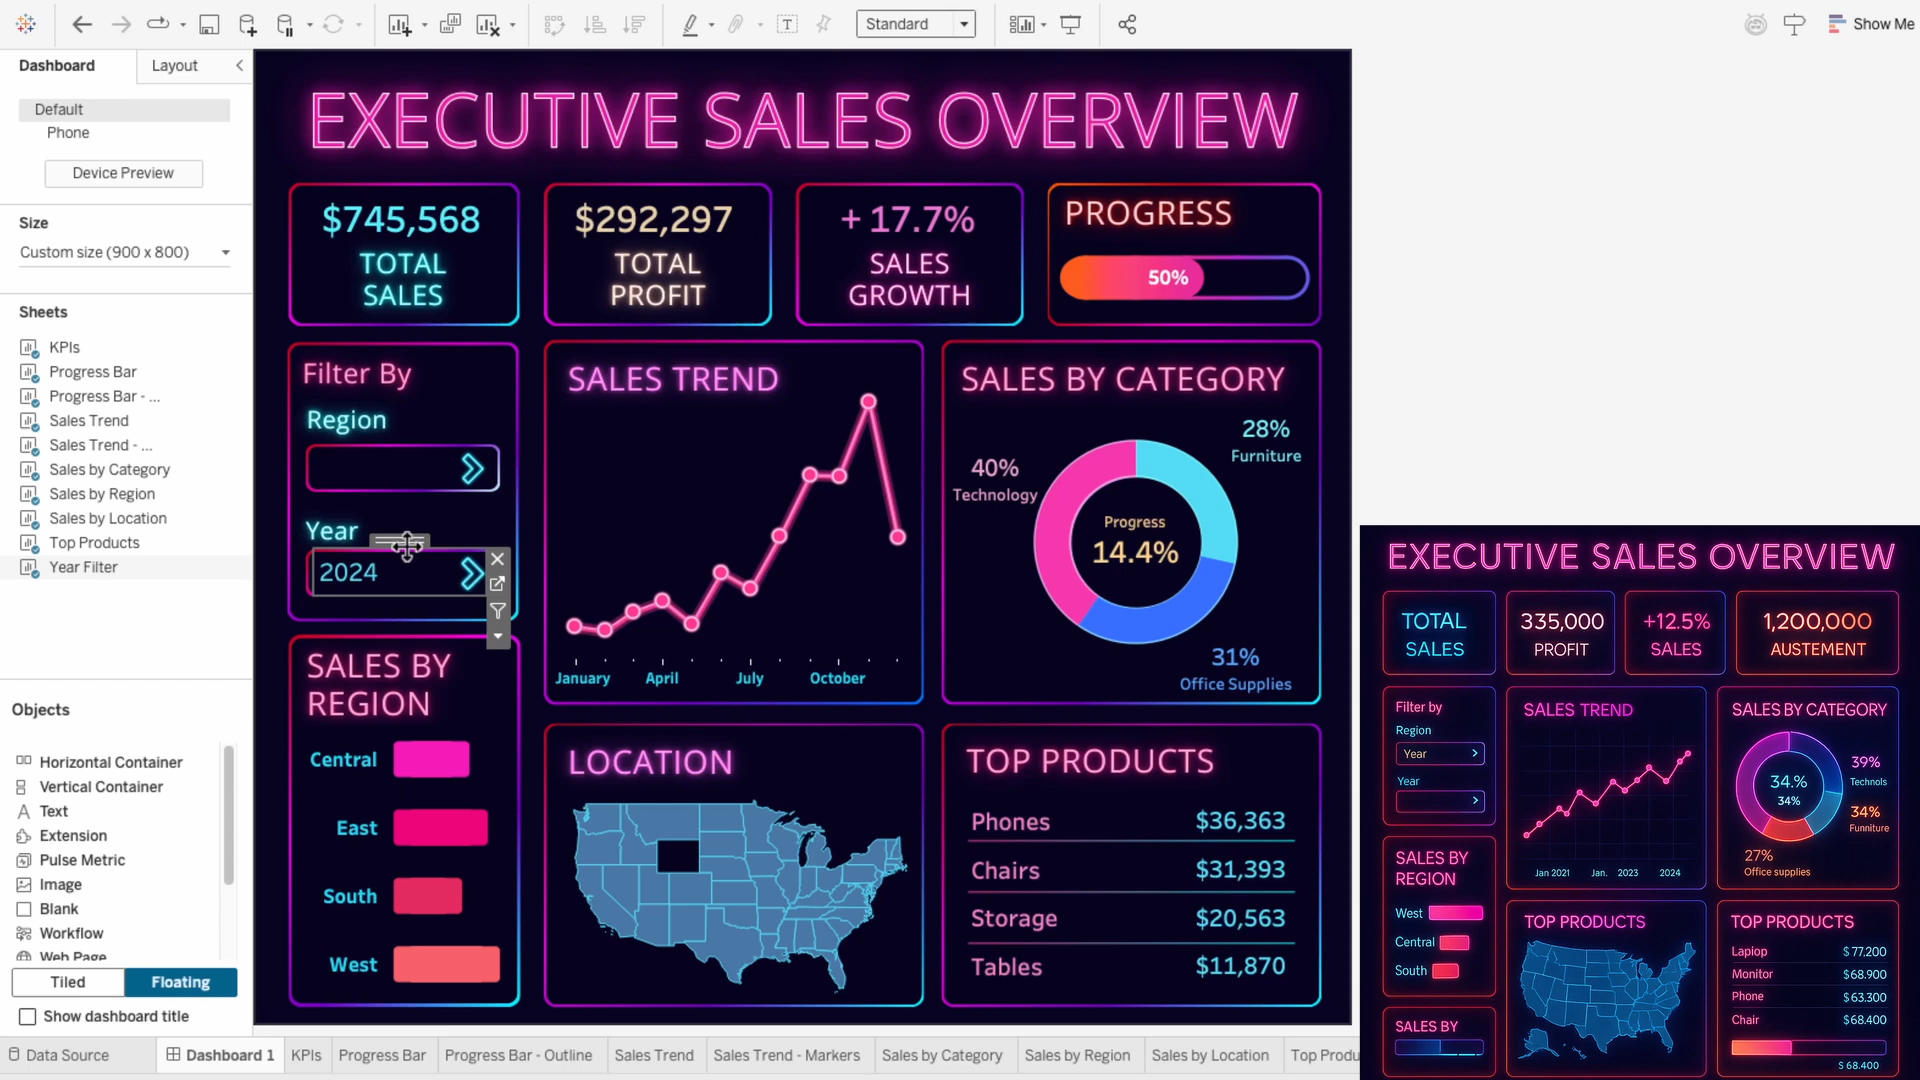 Standard
Show Me
Dashboard
Layout
Default
Phone
Device Preview
Size
Custom size (900 x 800)
Sheets
KPIs
Progress Bar
Progress Bar - ...
Sales Trend
Sales Trend - ...
Sales by Category
Sales by Region
Sales by Location
Top Products
Year Filter
Objects
Horizontal Container
Vertical Container
Text
Extension
Pulse Metric
Image
Blank
Workflow
Web Page
Tiled
Floating
Show dashboard title
EXECUTIVE SALES OVERVIEW
$745,568
TOTAL
SALES
$292,297
TOTAL
PROFIT
+ 17.7%
SALES
GROWTH
PROGRESS
50%
Filter By
Region
Year
2024
SALES TREND
January April July October
SALES BY CATEGORY
28%
Furniture
40%
Technology
Progress
14.4%
31%
Office Supplies
SALES BY
REGION
Central
East
South
West
LOCATION
TOP PRODUCTS
Phones $36,363
Chairs $31,393
Storage $20,563
Tables $11,870
EXECUTIVE SALES OVERVIEW
TOTAL
SALES
335,000
PROFIT
+12.5%
SALES
1,200,000
AUSTEMENT
Filter by
Region
Year
Year
SALES TREND
Jan 2021 Jan. 2023 2024
SALES BY CATEGORY
34.%
34%
39%
Technols
34%
Funniture
27%
Office supplies
SALES BY
REGION
West
Central
South
SALES BY
TOP PRODUCTS
TOP PRODUCTS
Lapiop $77.200
Monitor $68.900
Phone $63.300
Chair $68.400
$68.400
Data Source
Dashboard 1
KPIs
Progress Bar
Progress Bar - Outline
Sales Trend
Sales Trend - Markers
Sales by Category
Sales by Region
Sales by Location
Top Produ